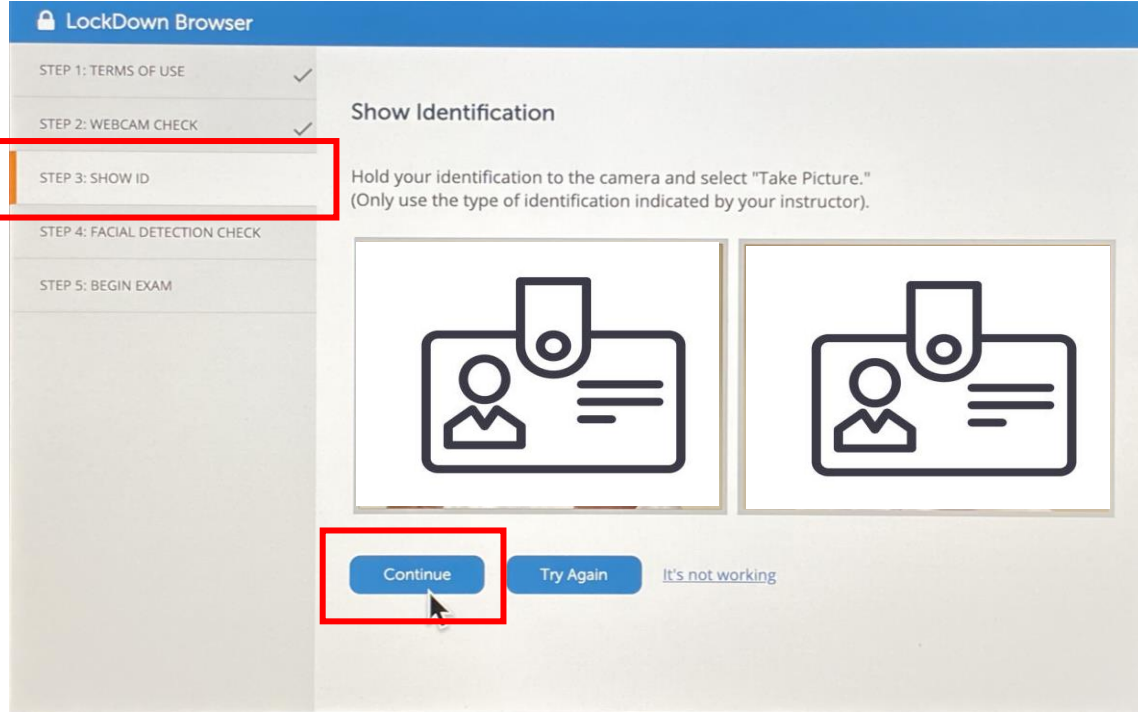 LockDown Browser
STEP 1: TERMS OF USE
STEP 2: WEBCAM CHECK
STEP 3: SHOW ID
STEP 4: FACIAL DETECTION CHECK
STEP 5: BEGIN EXAM
Show Identification
Hold your identification to the camera and select "Take Picture."
(Only use the type of identification indicated by your instructor).
Continue
Try Again
It's not working